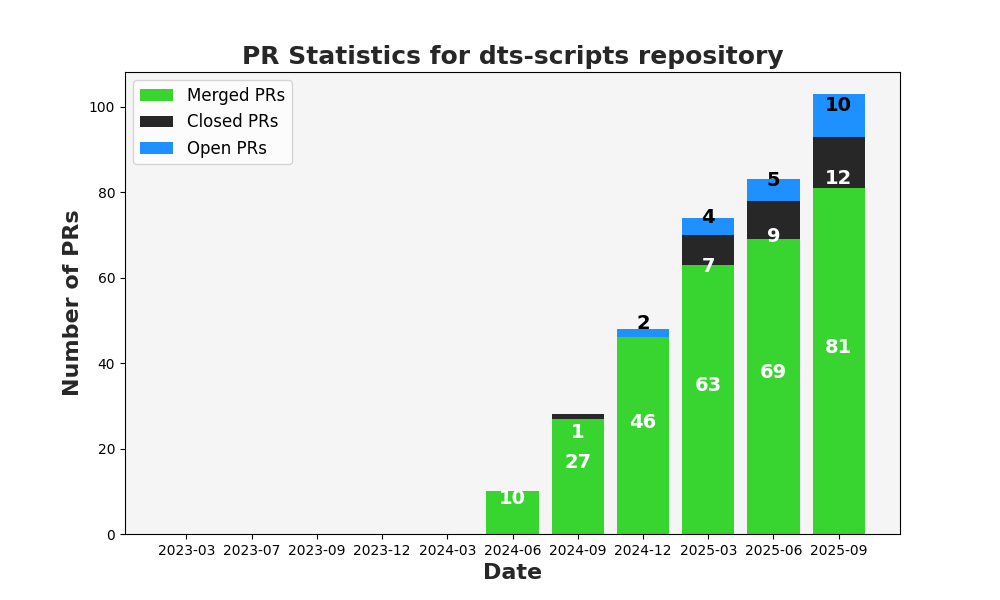 PR Statistics for dts-scripts repository
Merged PRs
Closed PRs
Open PRs
Number of PRs
100
80
60
40
20
0
10
1
27
2
46
4
7
63
5
9
69
10
12
81
2023-03 2023-07 2023-09 2023-12 2024-03 2024-06 2024-09 2024-12 2025-03 2025-06 2025-09
Date